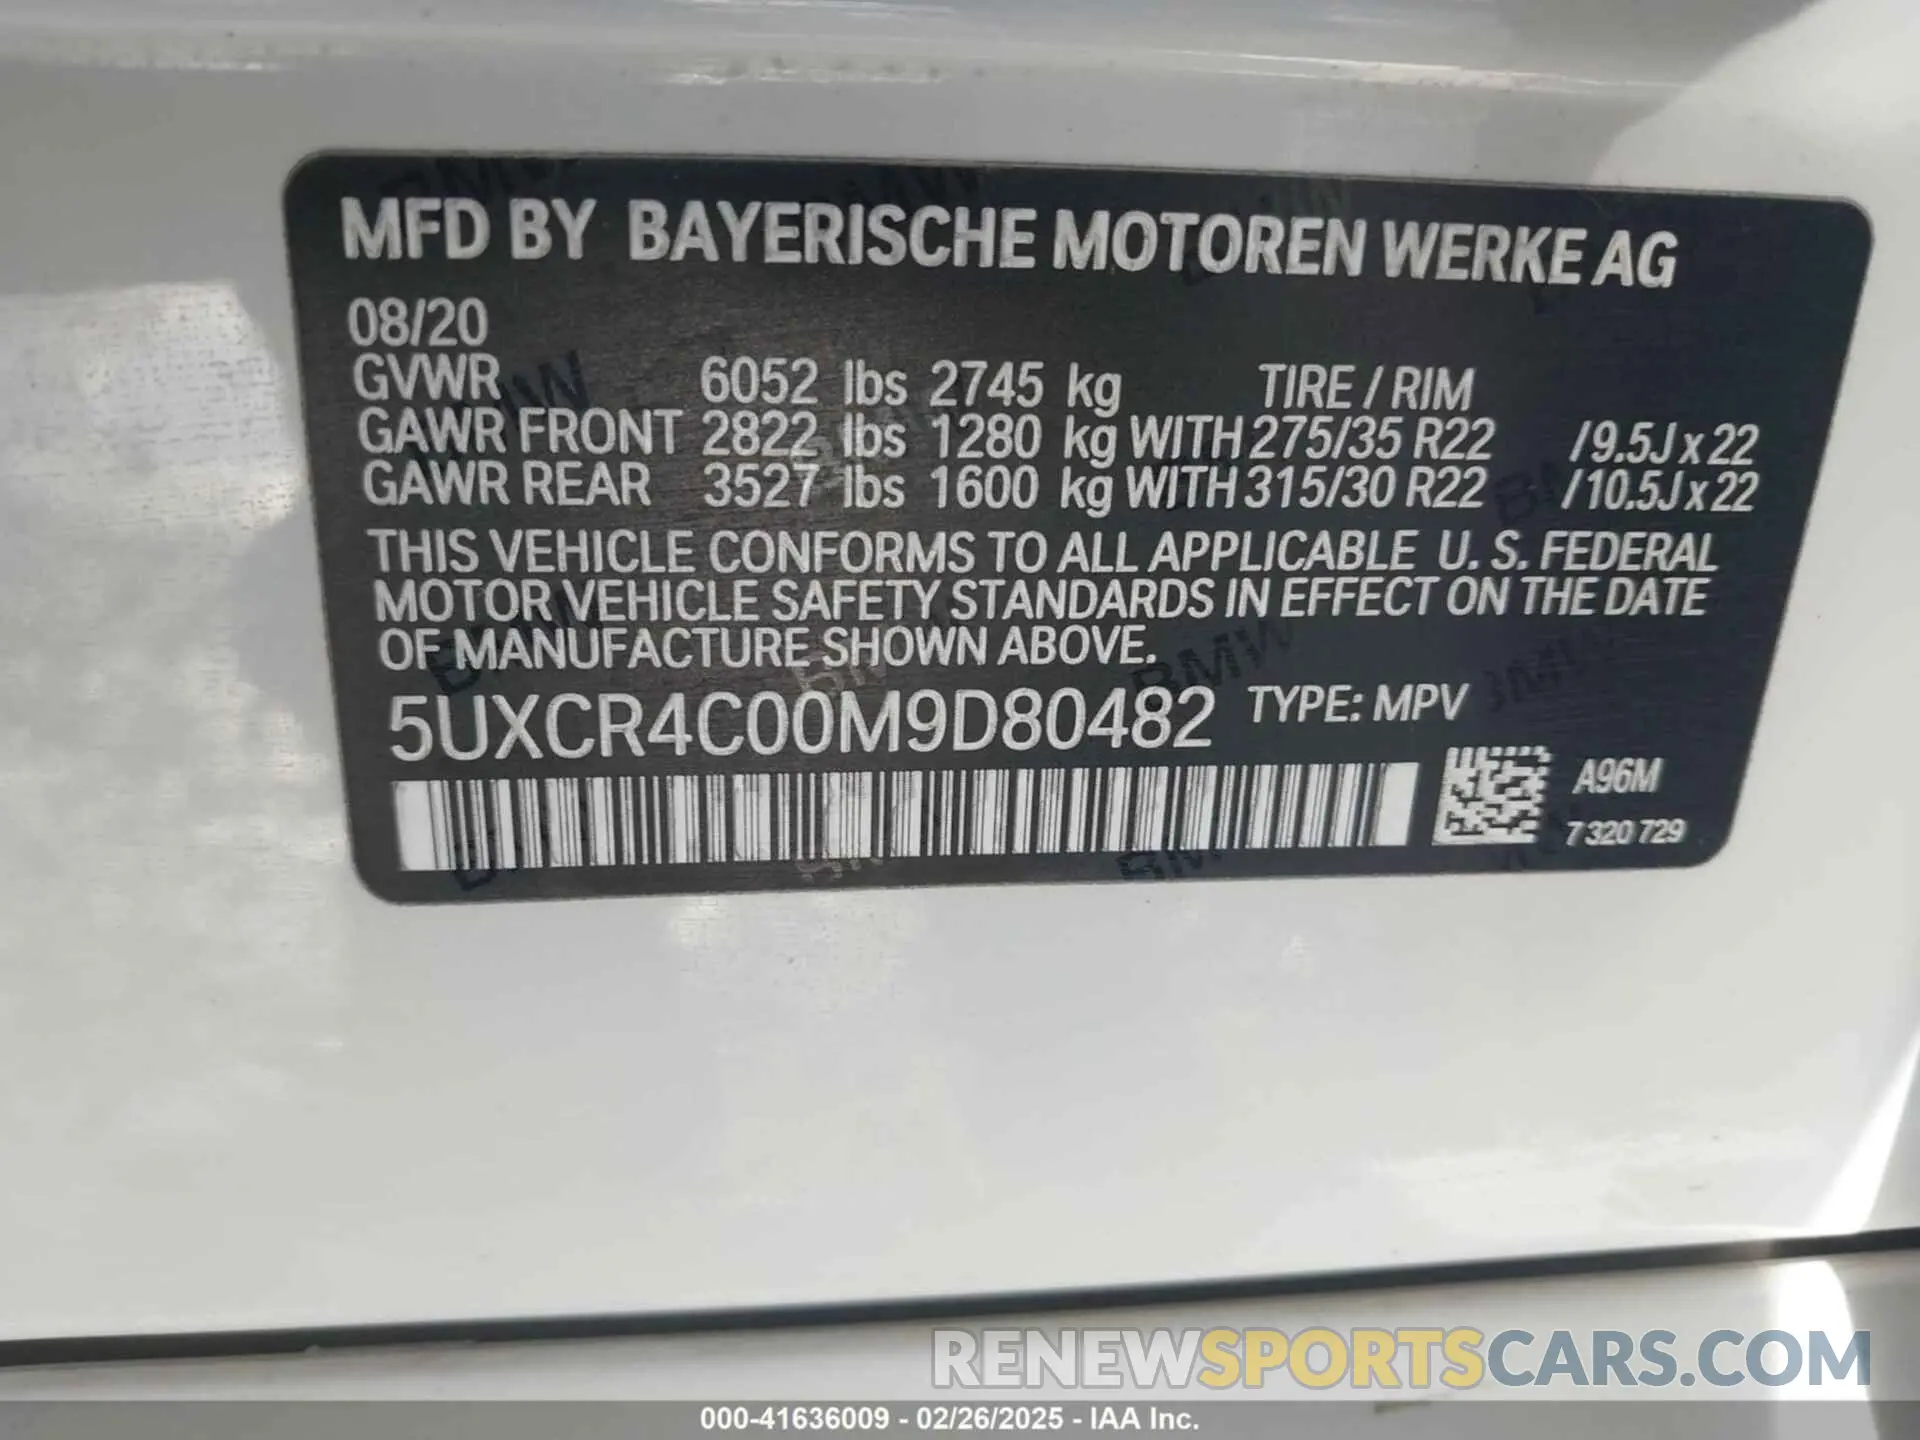 MFD BY BAYERISCHE MOTOREN WERKE AG
08/20
GVWR 6052 lbs 2745 kg TIRE / RIM
GAWR FRONT 2822 lbs 1280 kg WITH 275/35 R22 /9.5J x 22
GAWR REAR 3527 lbs 1600 kg WITH 315/30 R22 /10.5J x 22
THIS VEHICLE CONFORMS TO ALL APPLICABLE U. S. FEDERAL
MOTOR VEHICLE SAFETY STANDARDS IN EFFECT ON THE DATE
OF MANUFACTURE SHOWN ABOVE.
5UXCR4C00M9D80482 TYPE: MPV
A96M
7 320 729
RENEWSPORTSCARS.COM
000-41636009 - 02/26/2025 - IAA Inc.